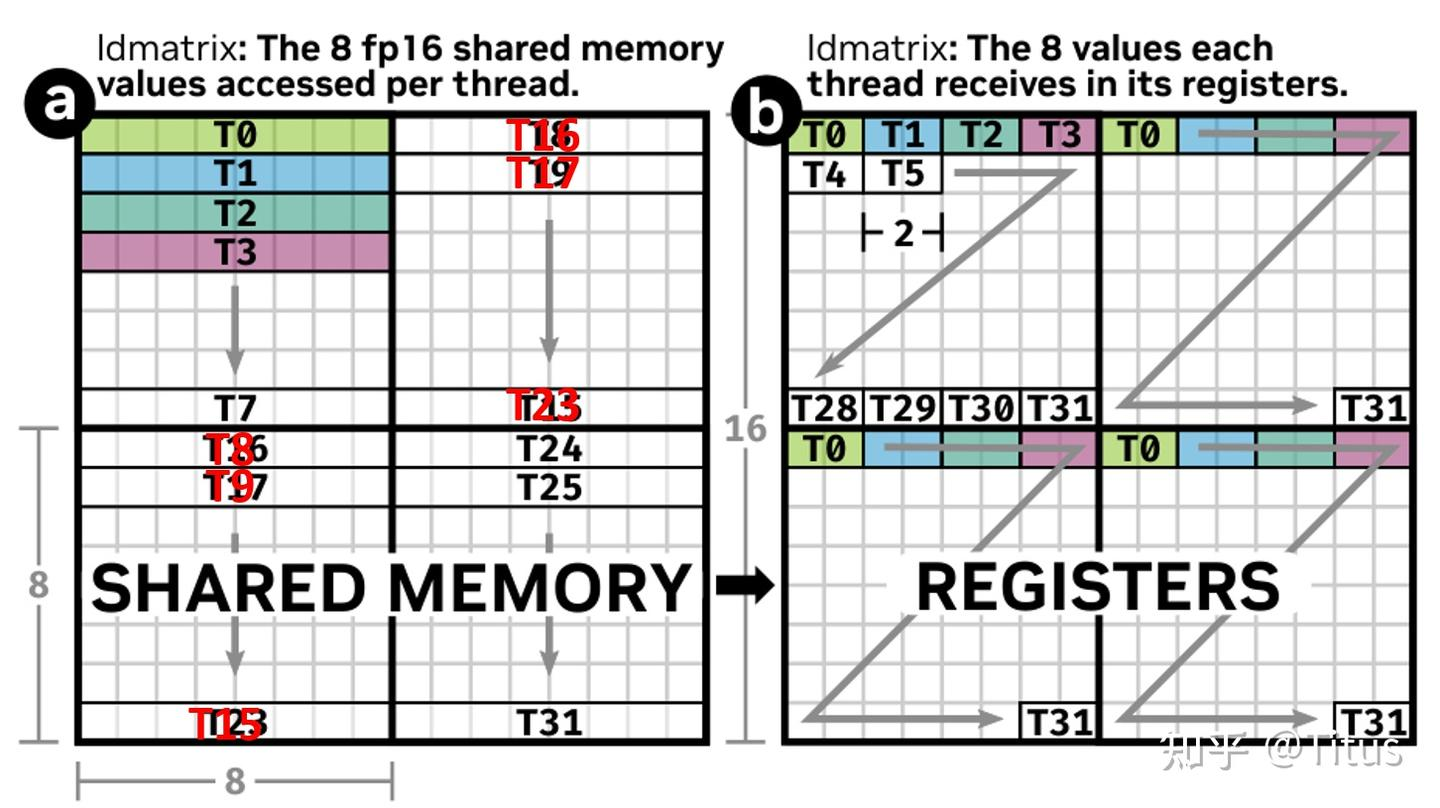 ldmatrix: The 8 fp16 shared memory
values accessed per thread.
ldmatrix: The 8 values each
thread receives in its registers.
a
b
T0 T16
T1 T17
T2
T3
T7 T23
T8 T24
T9 T25
SHARED MEMORY
T15 T31
8
8
16
T0 T1 T2 T3 T0
T4 T5
2
T28 T29 T30 T31 T31
T0 T0
REGISTERS
T31 T31
知乎 @Titus